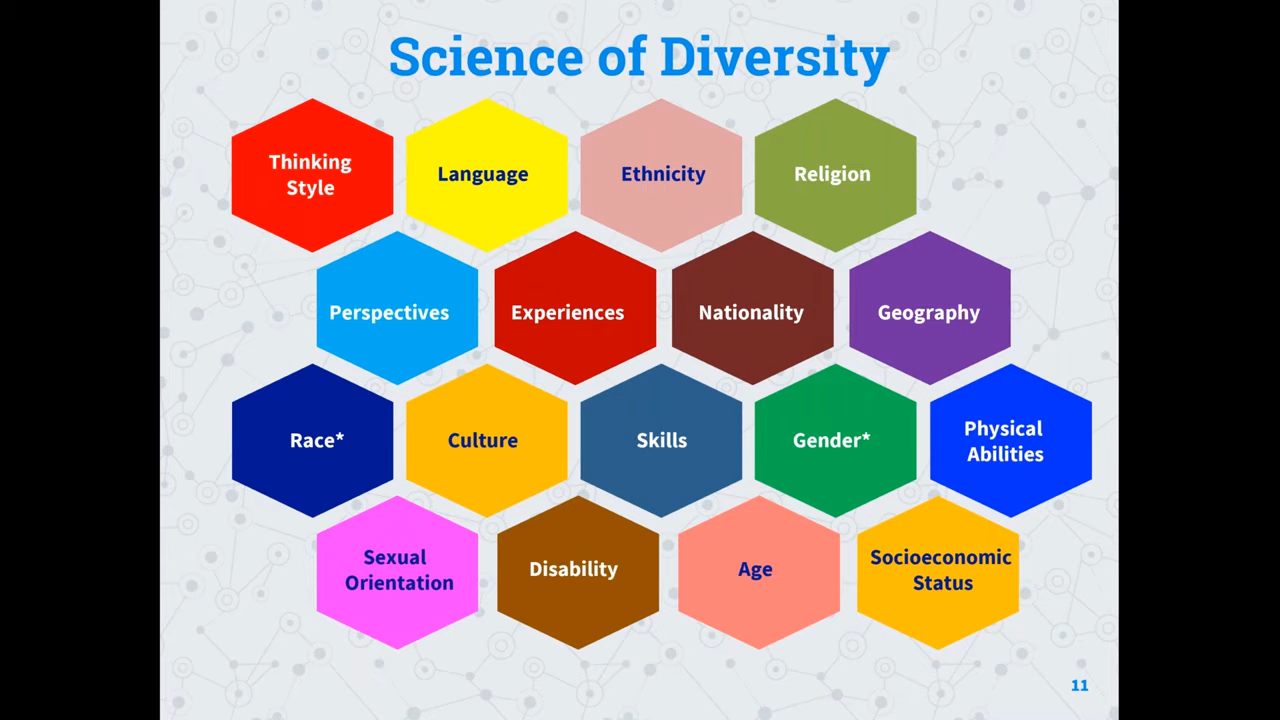 Science of Diversity
Thinking
Style
Language
Ethnicity
Religion
Perspectives
Experiences
Nationality
Geography
Race*
Culture
Skills
Gender*
Physical
Abilities
Sexual
Orientation
Disability
Age
Socioeconomic
Status
11